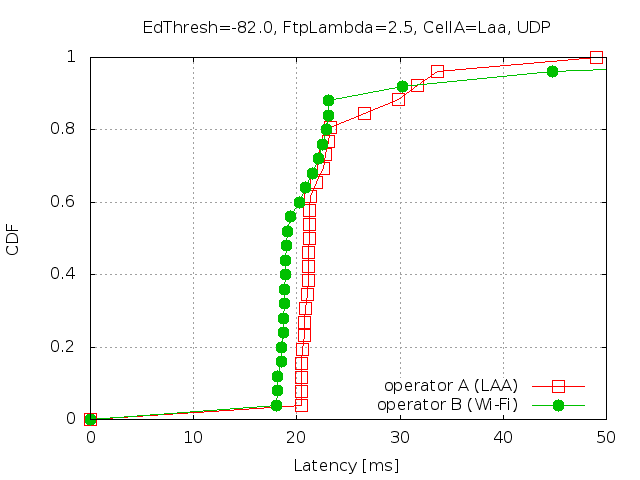 EdThresh=-82.0, FtpLambda=2.5, CellA=Laa, UDP
1
0.8
0.6
0.4
0.2
0
CDF
operator A (LAA)
operator B (Wi-Fi)
0 10 20 30 40 50
Latency [ms]